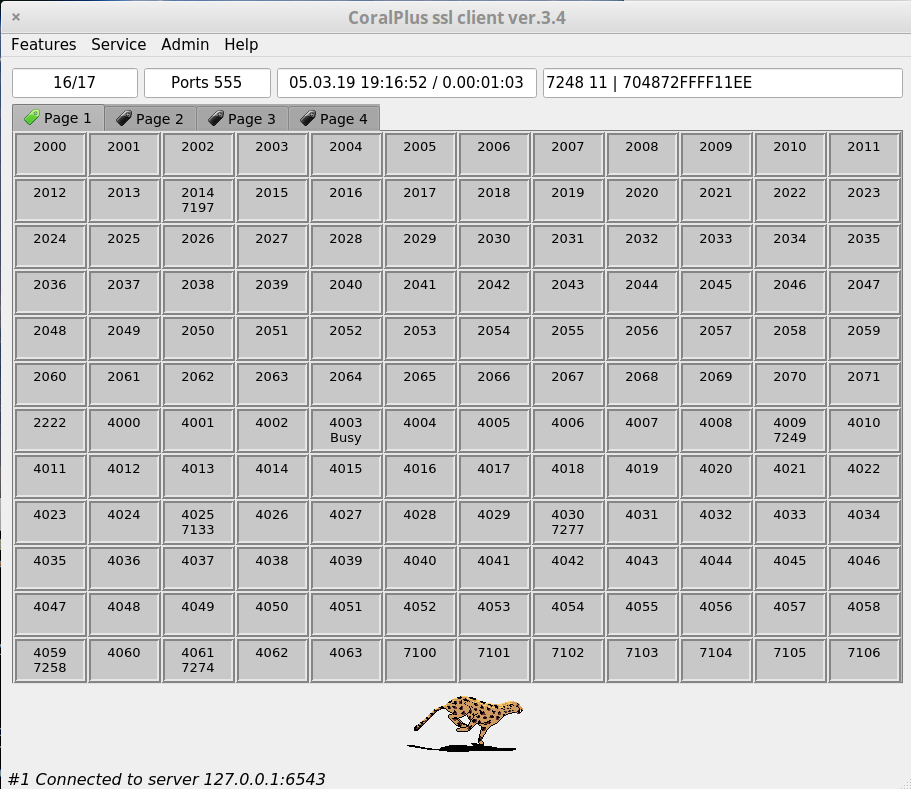 CoralPlus ssl client ver.3.4
Features Service Admin Help
16/17 Ports 555 05.03.19 19:16:52 / 0.00:01:03 7248 11 | 704872FFFF11EE
Page 1 Page 2 Page 3 Page 4
2000 2001 2002 2003 2004 2005 2006 2007 2008 2009 2010 2011
2012 2013 2014 2015 2016 2017 2018 2019 2020 2021 2022 2023
7197
2024 2025 2026 2027 2028 2029 2030 2031 2032 2033 2034 2035
2036 2037 2038 2039 2040 2041 2042 2043 2044 2045 2046 2047
2048 2049 2050 2051 2052 2053 2054 2055 2056 2057 2058 2059
2060 2061 2062 2063 2064 2065 2066 2067 2068 2069 2070 2071
2222 4000 4001 4002 4003 4004 4005 4006 4007 4008 4009 4010
Busy 7249
4011 4012 4013 4014 4015 4016 4017 4018 4019 4020 4021 4022
4023 4024 4025 4026 4027 4028 4029 4030 4031 4032 4033 4034
7133 7277
4035 4036 4037 4038 4039 4040 4041 4042 4043 4044 4045 4046
4047 4048 4049 4050 4051 4052 4053 4054 4055 4056 4057 4058
4059 4060 4061 4062 4063 7100 7101 7102 7103 7104 7105 7106
7258 7274
#1 Connected to server 127.0.0.1:6543